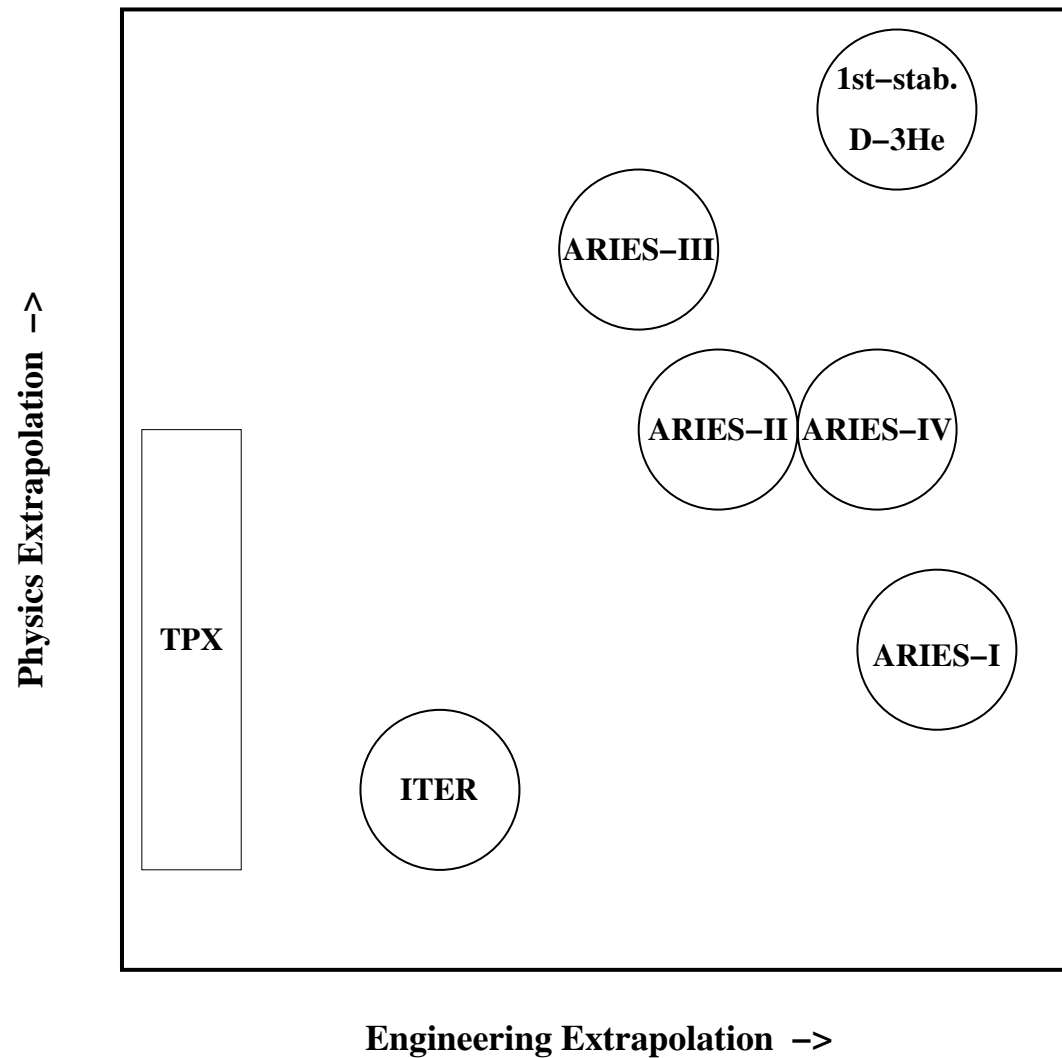 1st−stab.
D−3He
ARIES−III
ARIES−II
ARIES−IV
TPX
ARIES−I
ITER
Physics Extrapolation −>
Engineering Extrapolation −>